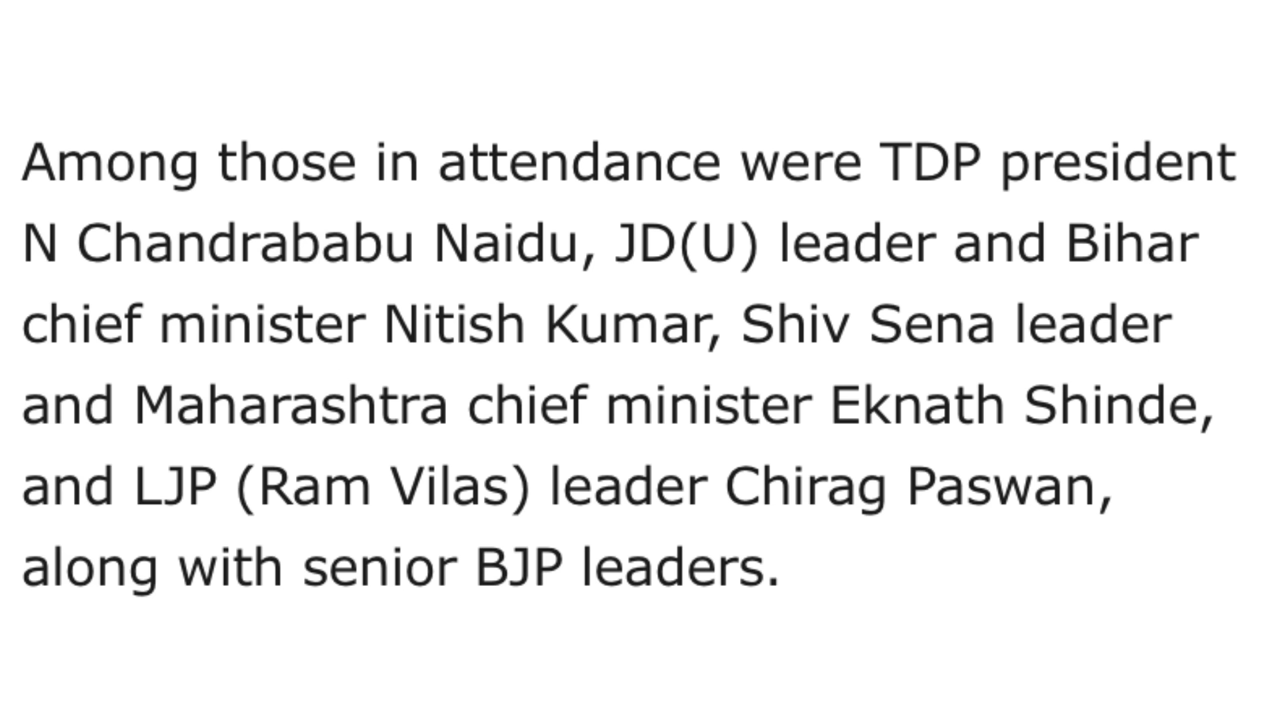 Among those in attendance were TDP president
N Chandrababu Naidu, JD(U) leader and Bihar
chief minister Nitish Kumar, Shiv Sena leader
and Maharashtra chief minister Eknath Shinde,
and LJP (Ram Vilas) leader Chirag Paswan,
along with senior BJP leaders.